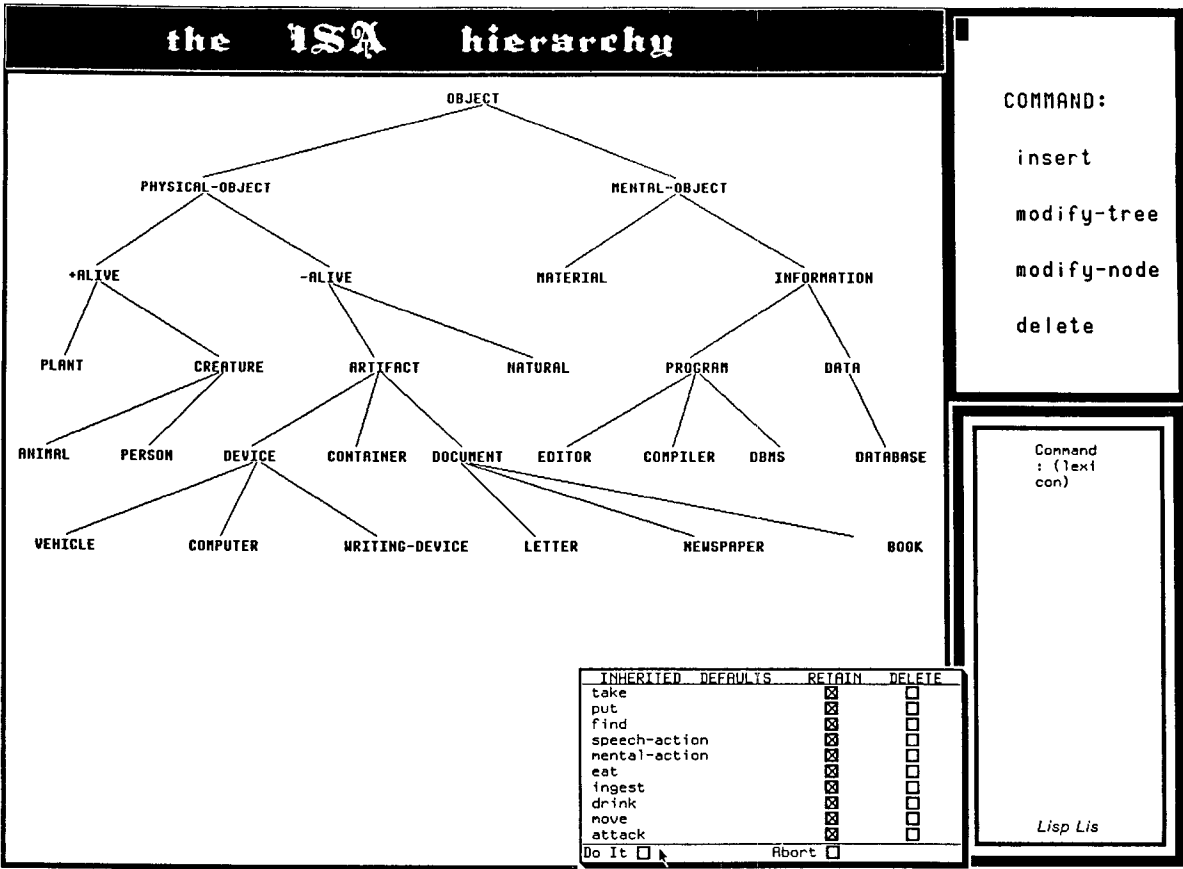 the ISA hierarchy
OBJECT
PHYSICAL-OBJECT MENTAL-OBJECT
+ALIVE -ALIVE MATERIAL INFORMATION
PLANT CREATURE ARTIFACT NATURAL PROGRAM DATA
ANIMAL PERSON DEVICE CONTAINER DOCUMENT EDITOR COMPILER DBMS DATABASE
VEHICLE COMPUTER WRITING-DEVICE LETTER NEWSPAPER BOOK
COMMAND:
insert
modify-tree
modify-node
delete
Command
: (lexi
con)
Lisp Lis
INHERITED DEFAULTS RETAIN DELETE
take
put
find
speech-action
mental-action
eat
ingest
drink
move
attack
Do It Abort